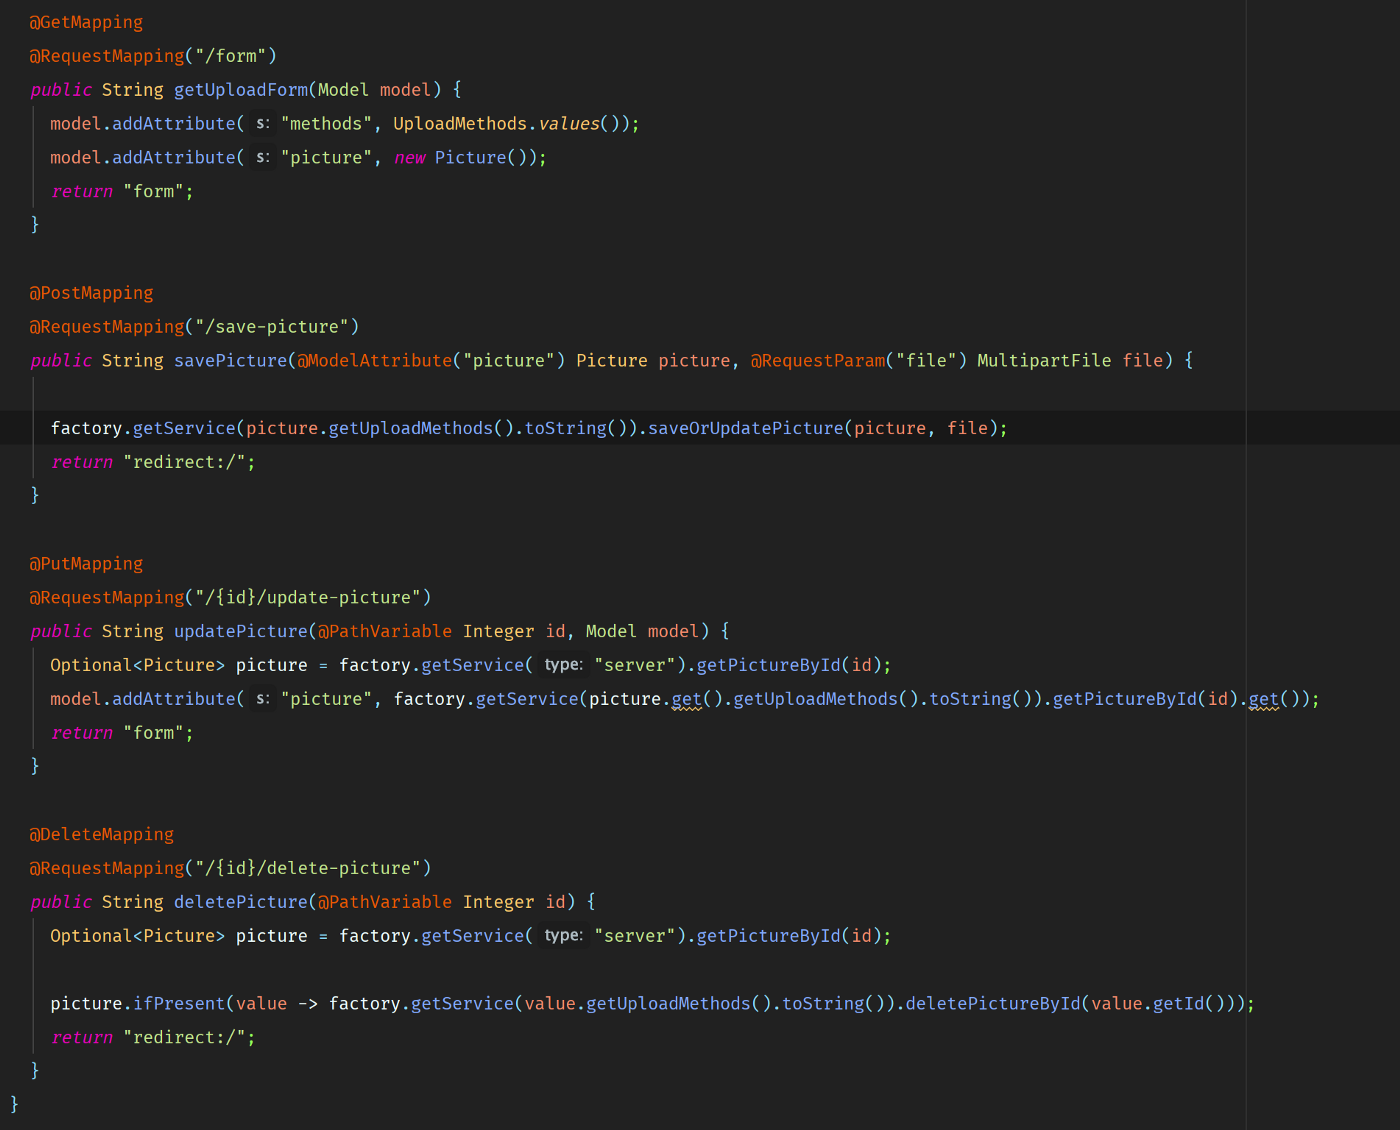 @GetMapping
@RequestMapping("/form")
public String getUploadForm(Model model) {
model.addAttribute( s: "methods", UploadMethods.values());
model.addAttribute( s: "picture", new Picture());
return "form";
}
@PostMapping
@RequestMapping("/save-picture")
public String savePicture(@ModelAttribute("picture") Picture picture, @RequestParam("file") MultipartFile file) {
factory.getService(picture.getUploadMethods().toString()).saveOrUpdatePicture(picture, file);
return "redirect:/";
}
@PutMapping
@RequestMapping("/{id}/update-picture")
public String updatePicture(@PathVariable Integer id, Model model) {
Optional<Picture> picture = factory.getService( type: "server").getPictureById(id);
model.addAttribute( s: "picture", factory.getService(picture.get().getUploadMethods().toString()).getPictureById(id).get());
return "form";
}
@DeleteMapping
@RequestMapping("/{id}/delete-picture")
public String deletePicture(@PathVariable Integer id) {
Optional<Picture> picture = factory.getService( type: "server").getPictureById(id);
picture.ifPresent(value -> factory.getService(value.getUploadMethods().toString()).deletePictureById(value.getId()));
return "redirect:/";
}
}